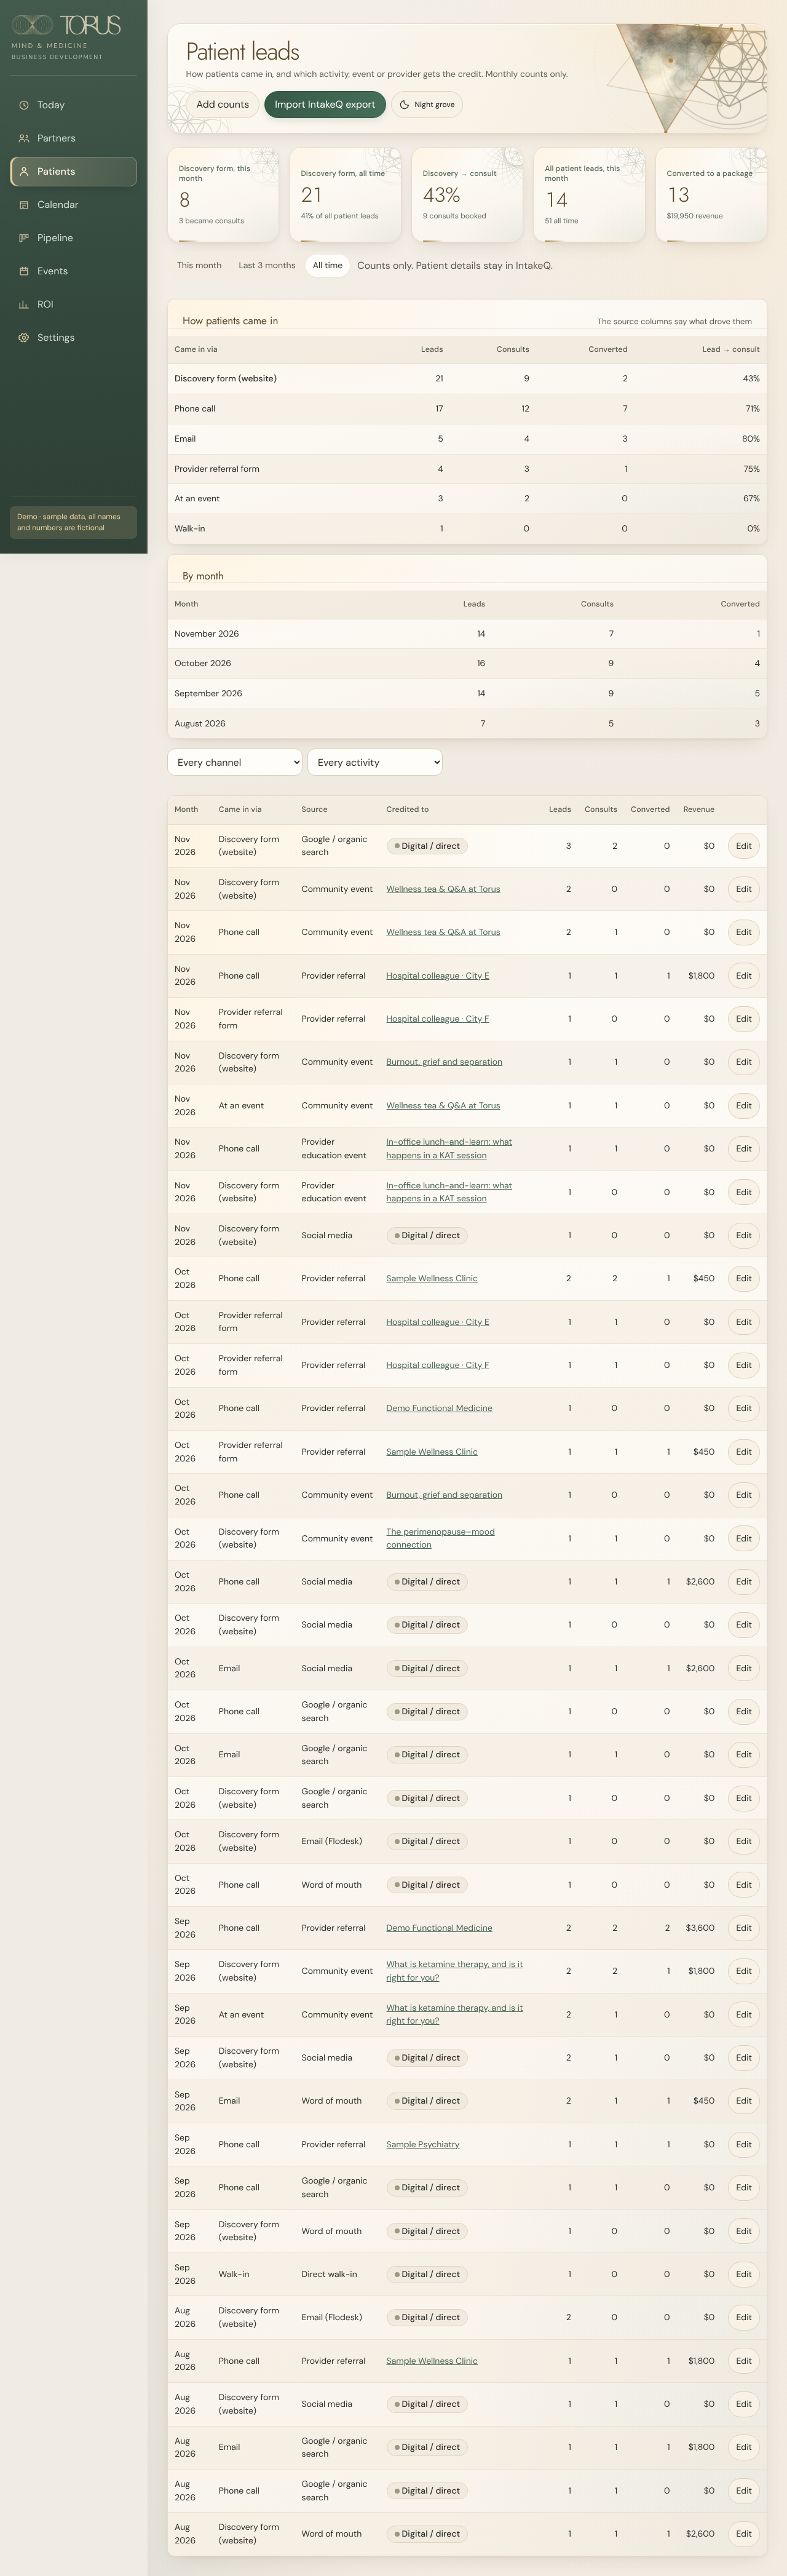 TORUS
MIND & MEDICINE
BUSINESS DEVELOPMENT
Today
Partners
Patients
Calendar
Pipeline
Events
ROI
Settings
Demo · sample data, all names
and numbers are fictional
Patient leads
How patients came in, and which activity, event or provider gets the credit. Monthly counts only.
Add counts Import IntakeQ export Night grove
Discovery form, this
month
8
3 became consults
Discovery form, all time
21
41% of all patient leads
Discovery → consult
43%
9 consults booked
All patient leads, this
month
14
51 all time
Converted to a package
13
$19,950 revenue
This month Last 3 months All time Counts only. Patient details stay in IntakeQ.
How patients came in The source columns say what drove them
Came in via Leads Consults Converted Lead → consult
Discovery form (website) 21 9 2 43%
Phone call 17 12 7 71%
Email 5 4 3 80%
Provider referral form 4 3 1 75%
At an event 3 2 0 67%
Walk-in 1 0 0 0%
By month
Month Leads Consults Converted
November 2026 14 7 1
October 2026 16 9 4
September 2026 14 9 5
August 2026 7 5 3
Every channel Every activity
Month Came in via Source Credited to Leads Consults Converted Revenue
Nov 2026 Discovery form (website) Google / organic search Digital / direct 3 2 0 $0 Edit
Nov 2026 Discovery form (website) Community event Wellness tea & Q&A at Torus 2 0 0 $0 Edit
Nov 2026 Phone call Community event Wellness tea & Q&A at Torus 2 1 0 $0 Edit
Nov 2026 Phone call Provider referral Hospital colleague · City E 1 1 1 $1,800 Edit
Nov 2026 Provider referral form Provider referral Hospital colleague · City F 1 0 0 $0 Edit
Nov 2026 Discovery form (website) Community event Burnout, grief and separation 1 1 0 $0 Edit
Nov 2026 At an event Community event Wellness tea & Q&A at Torus 1 1 0 $0 Edit
Nov 2026 Phone call Provider education event In-office lunch-and-learn: what happens in a KAT session 1 1 0 $0 Edit
Nov 2026 Discovery form (website) Provider education event In-office lunch-and-learn: what happens in a KAT session 1 0 0 $0 Edit
Nov 2026 Discovery form (website) Social media Digital / direct 1 0 0 $0 Edit
Oct 2026 Phone call Provider referral Sample Wellness Clinic 2 2 1 $450 Edit
Oct 2026 Provider referral form Provider referral Hospital colleague · City E 1 1 0 $0 Edit
Oct 2026 Provider referral form Provider referral Hospital colleague · City F 1 1 0 $0 Edit
Oct 2026 Phone call Provider referral Demo Functional Medicine 1 0 0 $0 Edit
Oct 2026 Provider referral form Provider referral Sample Wellness Clinic 1 1 1 $450 Edit
Oct 2026 Phone call Community event Burnout, grief and separation 1 0 0 $0 Edit
Oct 2026 Discovery form (website) Community event The perimenopause–mood connection 1 1 0 $0 Edit
Oct 2026 Phone call Social media Digital / direct 1 1 1 $2,600 Edit
Oct 2026 Discovery form (website) Social media Digital / direct 1 0 0 $0 Edit
Oct 2026 Email Social media Digital / direct 1 1 1 $2,600 Edit
Oct 2026 Phone call Google / organic search Digital / direct 1 0 0 $0 Edit
Oct 2026 Email Google / organic search Digital / direct 1 1 0 $0 Edit
Oct 2026 Discovery form (website) Google / organic search Digital / direct 1 0 0 $0 Edit
Oct 2026 Discovery form (website) Email (Flodesk) Digital / direct 1 0 0 $0 Edit
Oct 2026 Phone call Word of mouth Digital / direct 1 0 0 $0 Edit
Sep 2026 Phone call Provider referral Demo Functional Medicine 2 2 2 $3,600 Edit
Sep 2026 Discovery form (website) Community event What is ketamine therapy, and is it right for you? 2 2 1 $1,800 Edit
Sep 2026 At an event Community event What is ketamine therapy, and is it right for you? 2 1 0 $0 Edit
Sep 2026 Discovery form (website) Social media Digital / direct 2 1 0 $0 Edit
Sep 2026 Email Word of mouth Digital / direct 2 1 1 $450 Edit
Sep 2026 Phone call Provider referral Sample Psychiatry 1 1 1 $0 Edit
Sep 2026 Phone call Google / organic search Digital / direct 1 1 0 $0 Edit
Sep 2026 Discovery form (website) Word of mouth Digital / direct 1 0 0 $0 Edit
Sep 2026 Walk-in Direct walk-in Digital / direct 1 0 0 $0 Edit
Aug 2026 Discovery form (website) Email (Flodesk) Digital / direct 2 0 0 $0 Edit
Aug 2026 Phone call Provider referral Sample Wellness Clinic 1 1 1 $1,800 Edit
Aug 2026 Discovery form (website) Social media Digital / direct 1 1 0 $0 Edit
Aug 2026 Email Google / organic search Digital / direct 1 1 1 $1,800 Edit
Aug 2026 Phone call Google / organic search Digital / direct 1 1 0 $0 Edit
Aug 2026 Discovery form (website) Word of mouth Digital / direct 1 1 1 $2,600 Edit